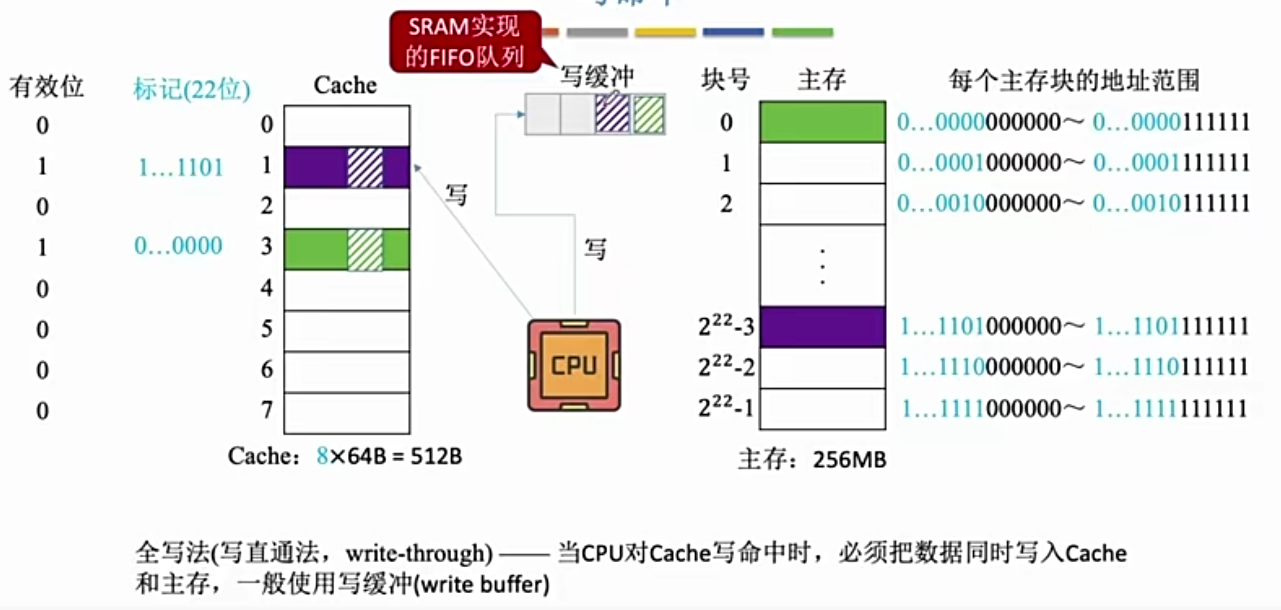 SRAM实现
的FIFO队列
写缓冲
有效位 标记(22位) Cache
块号 主存 每个主存块的地址范围
0 0
1 1…1101 1
0 2
1 0…0000 3
0 4
0 5
0 6
0 7
写
写
CPU
0 0…0000000000～ 0…0000111111
1 0…0001000000～ 0…0001111111
2 0…0010000000～ 0…0010111111
⋮
2²²-3 1…1101000000～ 1…1101111111
2²²-2 1…1110000000～ 1…1110111111
2²²-1 1…1111000000～ 1…1111111111
Cache：8×64B = 512B
主存：256MB
全写法(写直通法，write-through) —— 当CPU对Cache写命中时，必须把数据同时写入Cache
和主存，一般使用写缓冲(write buffer)